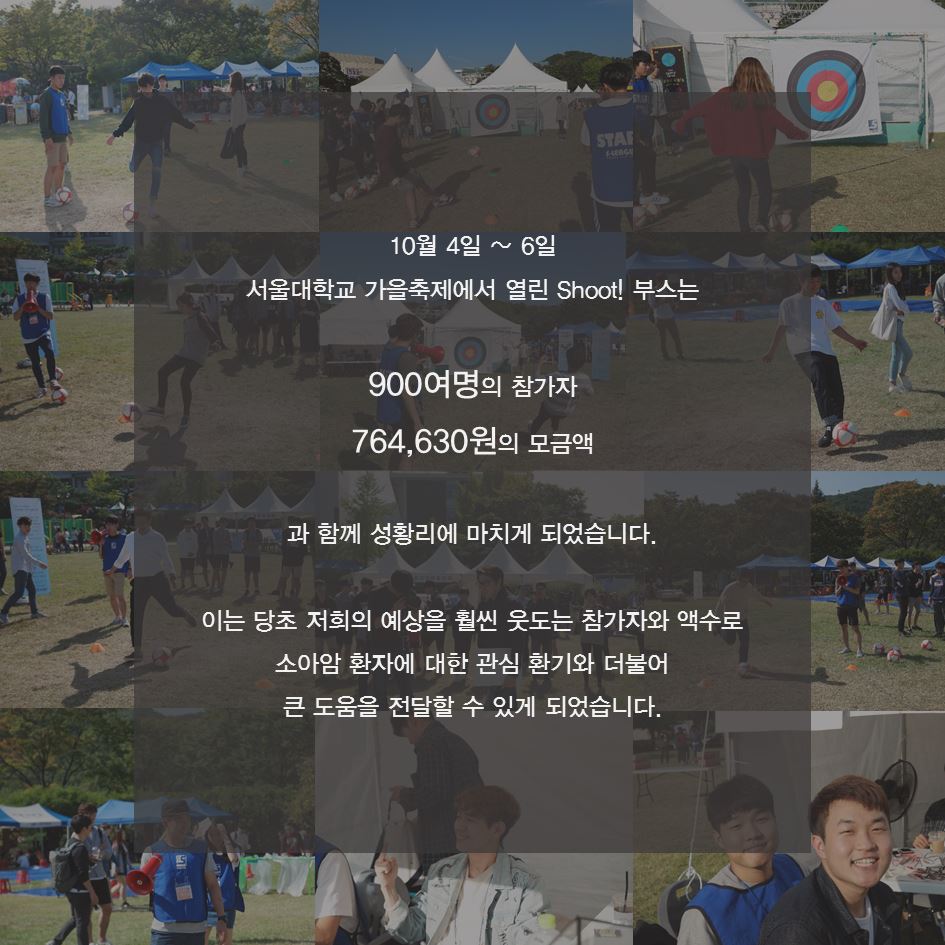 STAR
10월 4일 ~ 6일
서울대학교 가을축제에서 열린 Shoot! 부스는
900여명의 참가자
764,630원의 모금액
과 함께 성황리에 마치게 되었습니다.
이는 당초 저희의 예상을 훨씬 웃도는 참가자와 액수로
소아암 환자에 대한 관심 환기와 더불어
큰 도움을 전달할 수 있게 되었습니다.